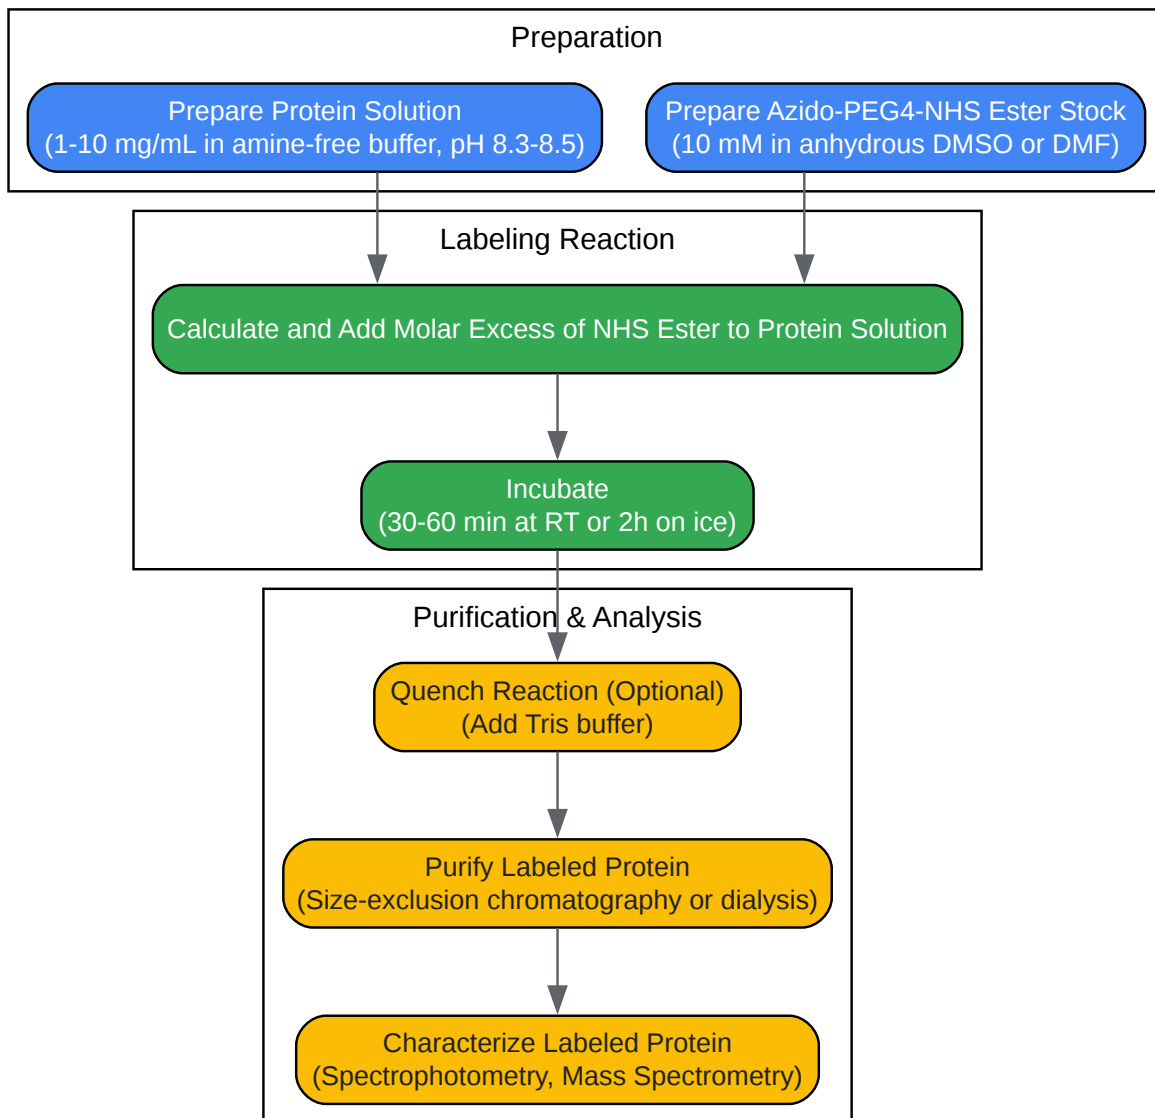 Preparation
Prepare Protein Solution
(1-10 mg/mL in amine-free buffer, pH 8.3-8.5)
Prepare Azido-PEG4-NHS Ester Stock
(10 mM in anhydrous DMSO or DMF)
Labeling Reaction
Calculate and Add Molar Excess of NHS Ester to Protein Solution
Incubate
(30-60 min at RT or 2h on ice)
Purification & Analysis
Quench Reaction (Optional)
(Add Tris buffer)
Purify Labeled Protein
(Size-exclusion chromatography or dialysis)
Characterize Labeled Protein
(Spectrophotometry, Mass Spectrometry)